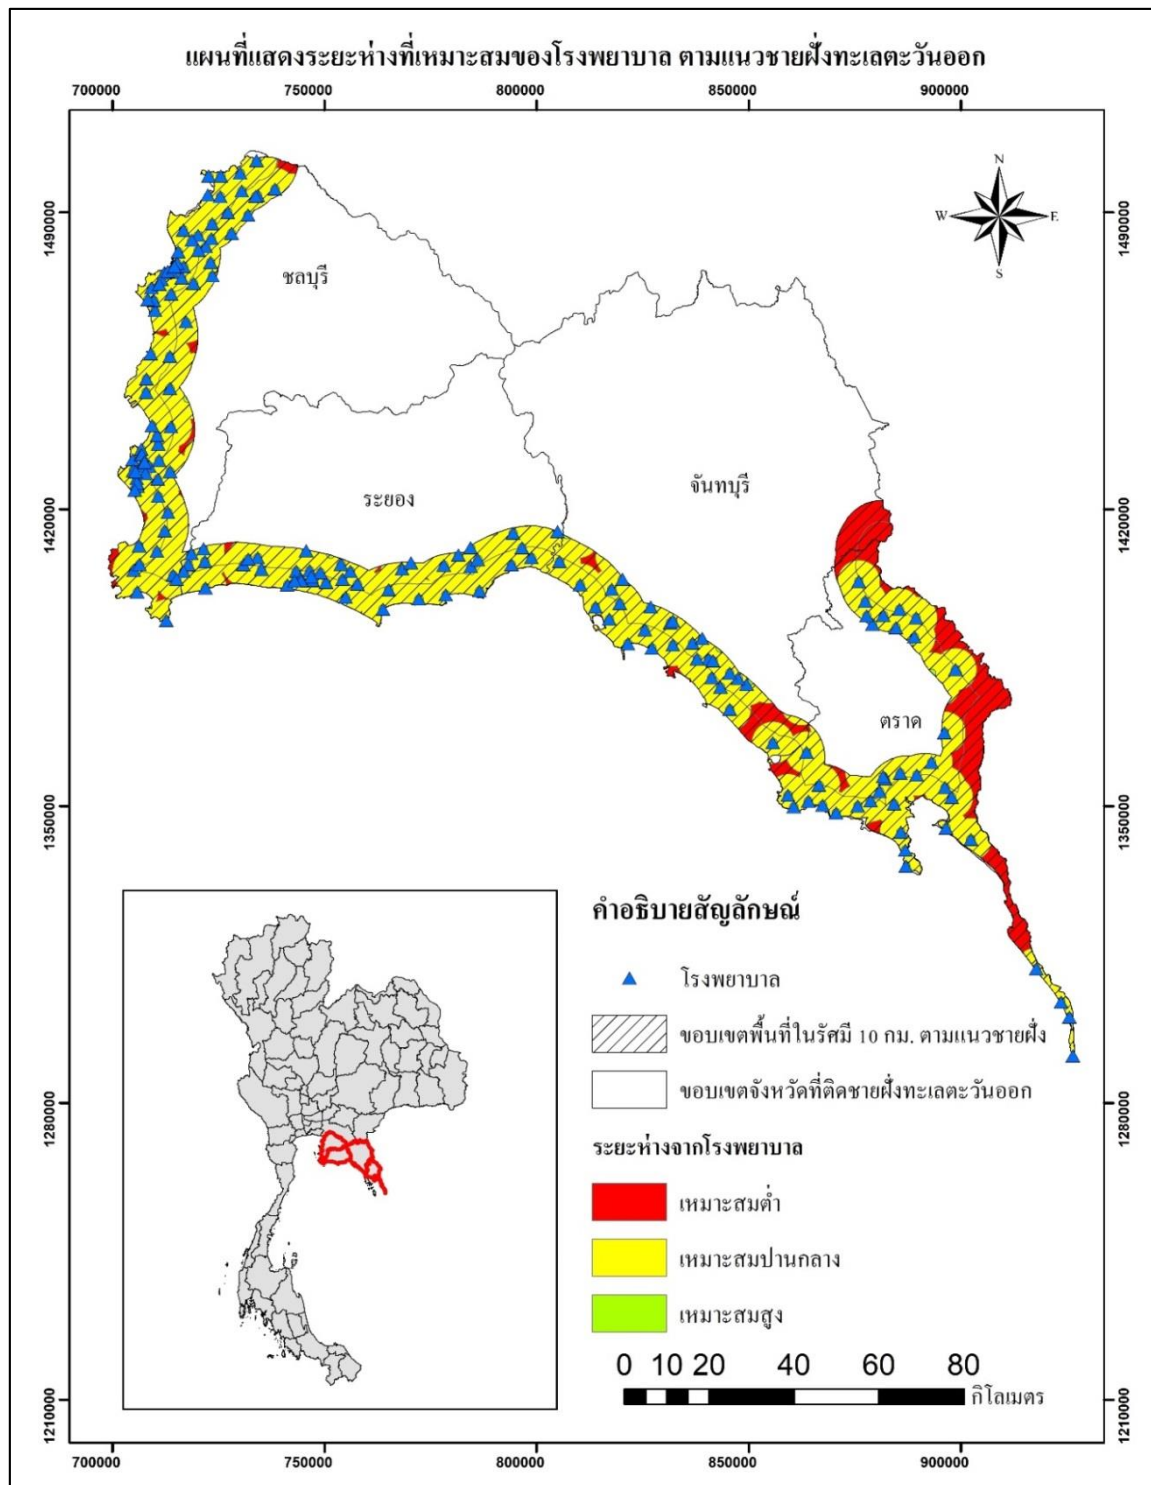 แผนที่แสดงระยะห่างที่เหมาะสมของโรงพยาบาล ตามแนวชายฝั่งทะเลตะวันออก
700000 750000 800000 850000 900000
N
W E
S
1490000 1490000
ชลบุรี
ระยอง
จันทบุรี
1420000 1420000
ตราด
1350000 1350000
คำอธิบายสัญลักษณ์
โรงพยาบาล
ขอบเขตพื้นที่ในรัศมี 10 กม. ตามแนวชายฝั่ง
ขอบเขตจังหวัดที่ติดชายฝั่งทะเลตะวันออก
1280000 1280000
ระยะห่างจากโรงพยาบาล
เหมาะสมต่ำ
เหมาะสมปานกลาง
เหมาะสมสูง
0 10 20 40 60 80
กิโลเมตร
1210000 1210000
700000 750000 800000 850000 900000